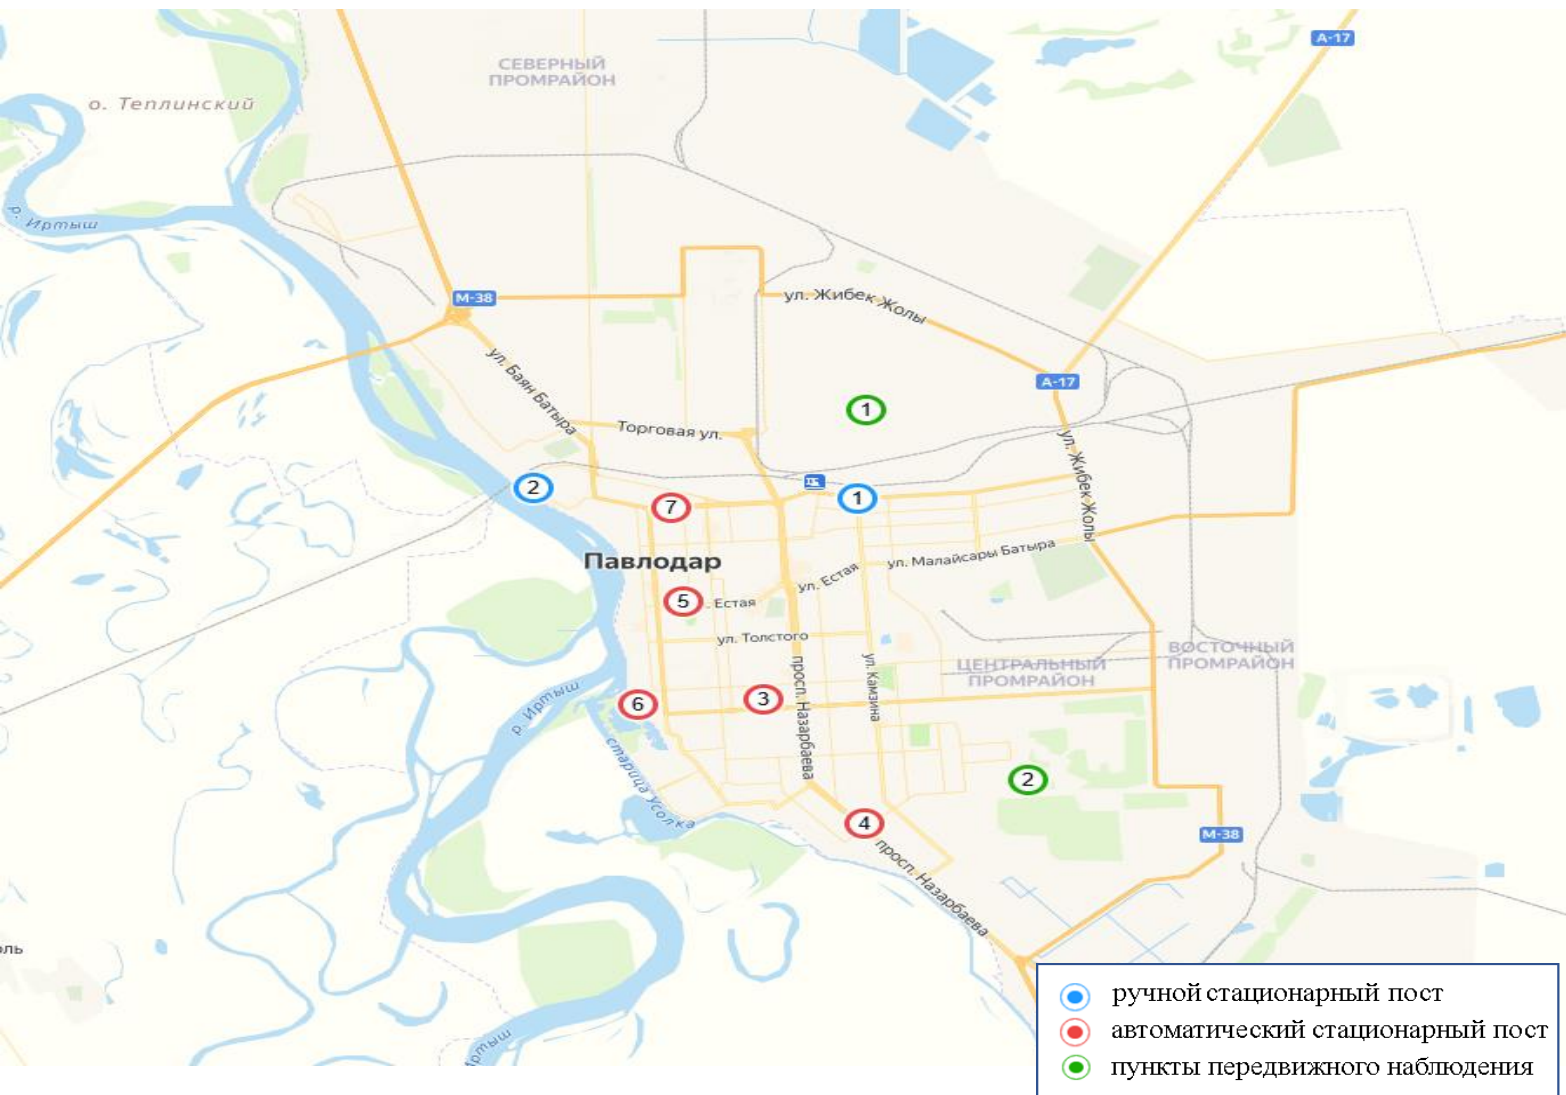 А-17
СЕВЕРНЫЙ
ПРОМРАЙОН
о. Теплинский
р. Иртыш
М-38
ул. Жибек Жолы
ул. Баян Батыра
А-17
1
Торговая ул.
ул. Жибек Жолы
2
1
7
Павлодар
ул. Малайсары Батыра
ул. Естая
5
. Естая
ул. Толстого
ВОСТОЧНЫЙ
ПРОМРАЙОН
ЦЕНТРАЛЬНЫЙ
ПРОМРАЙОН
просп. Назарбаева
ул. Камзина
р. Иртыш
6
3
старица Усолка
2
4
М-38
просп. Назарбаева
оль
ртыш
ручной стационарный пост
автоматический стационарный пост
пункты передвижного наблюдения